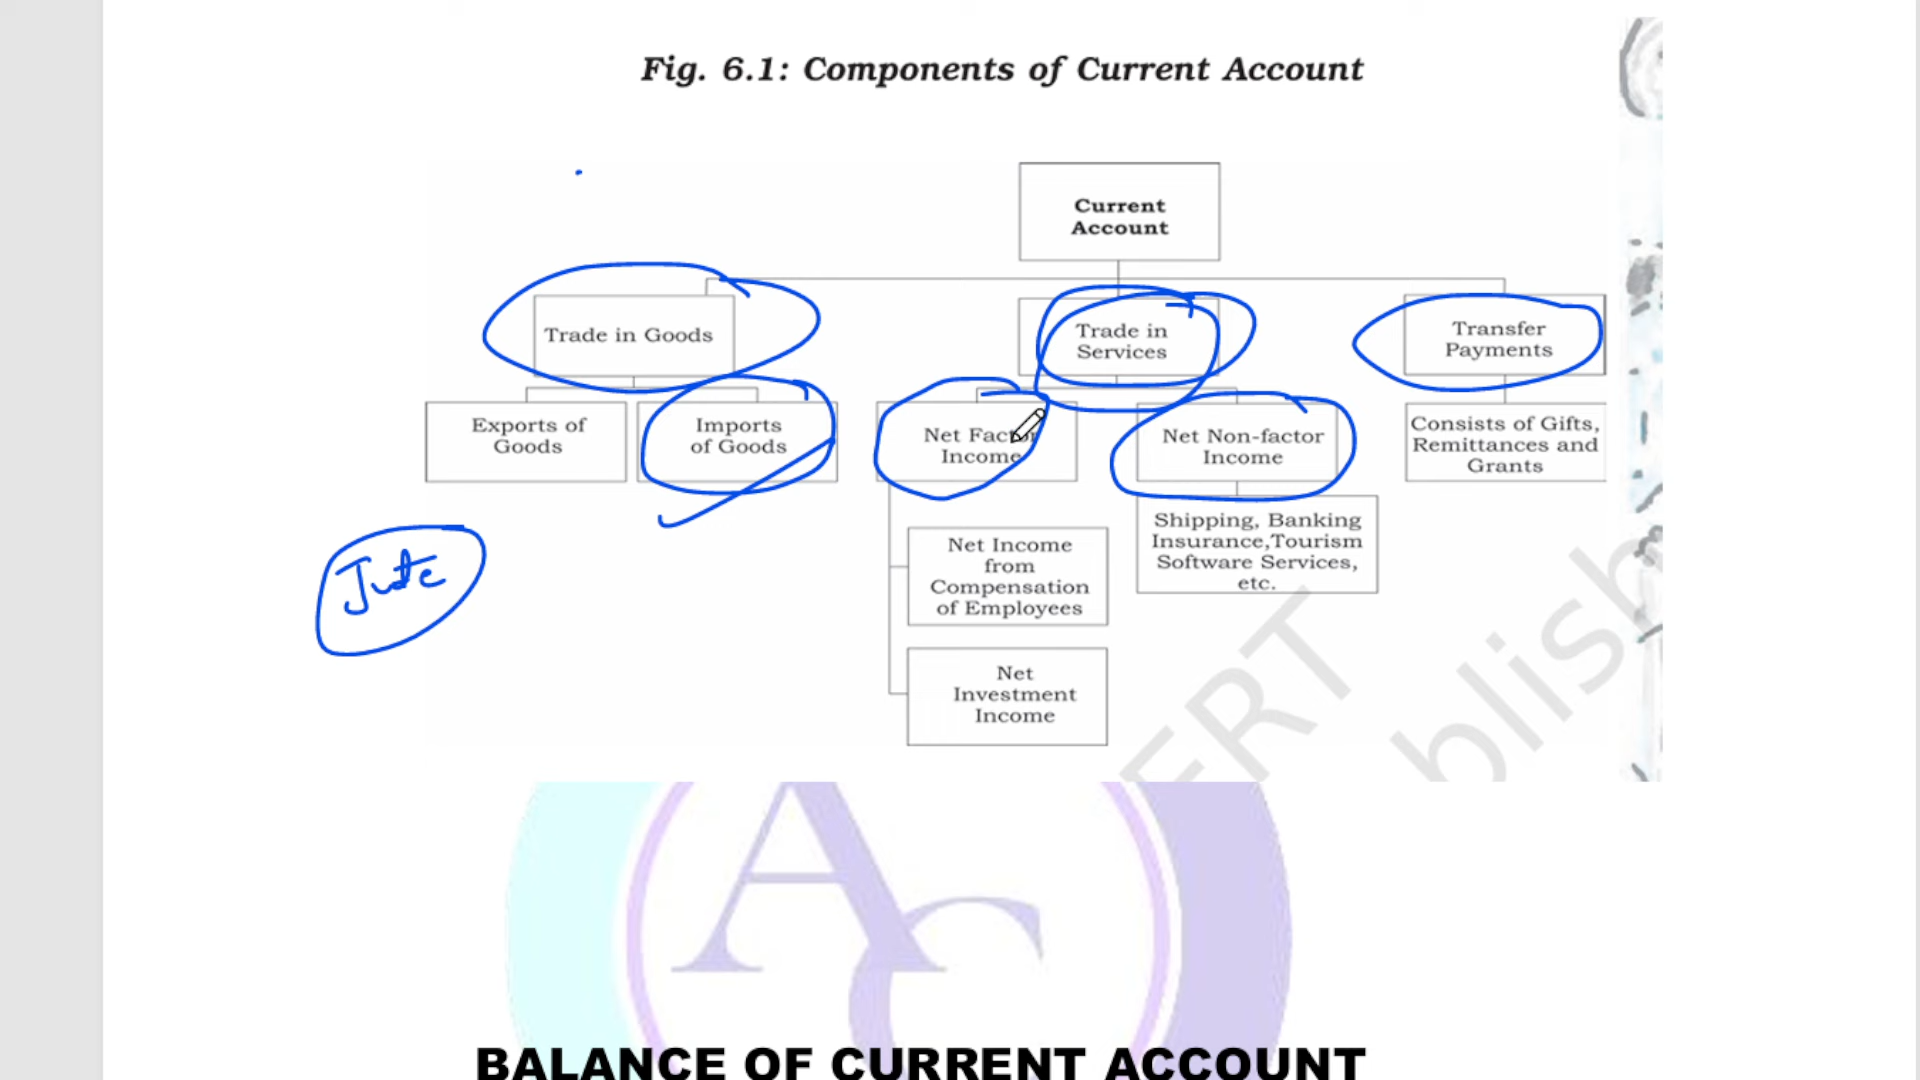 Fig. 6.1: Components of Current Account
Current
Account
Trade in Goods
Trade in
Services
Transfer
Payments
Exports of
Goods
Imports
of Goods
Net Factor
Income
Net Non-factor
Income
Consists of Gifts,
Remittances and
Grants
Shipping, Banking
Insurance,Tourism
Software Services,
etc.
Net Income
from
Compensation
of Employees
Net
Investment
Income
Jute
ERT
blish
AC
BALANCE OF CURRENT ACCOUNT